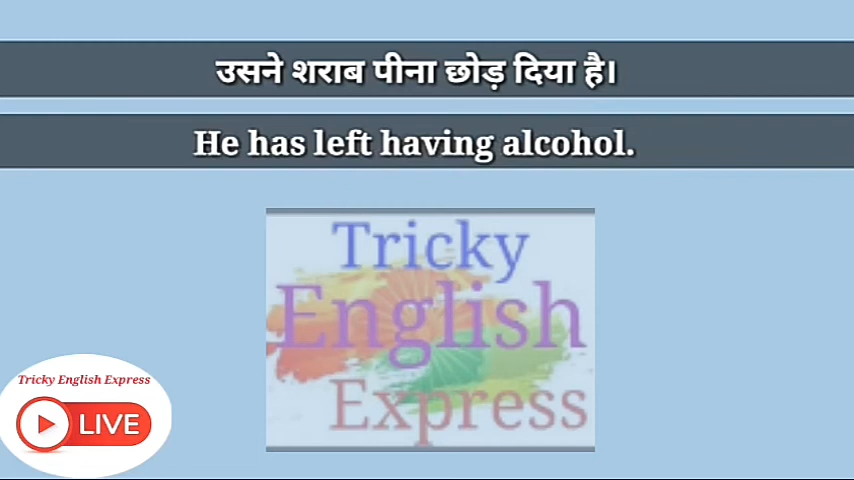 उसने शराब पीना छोड़ दिया है।
He has left having alcohol.
Tricky
English
Express
Tricky English Express
LIVE